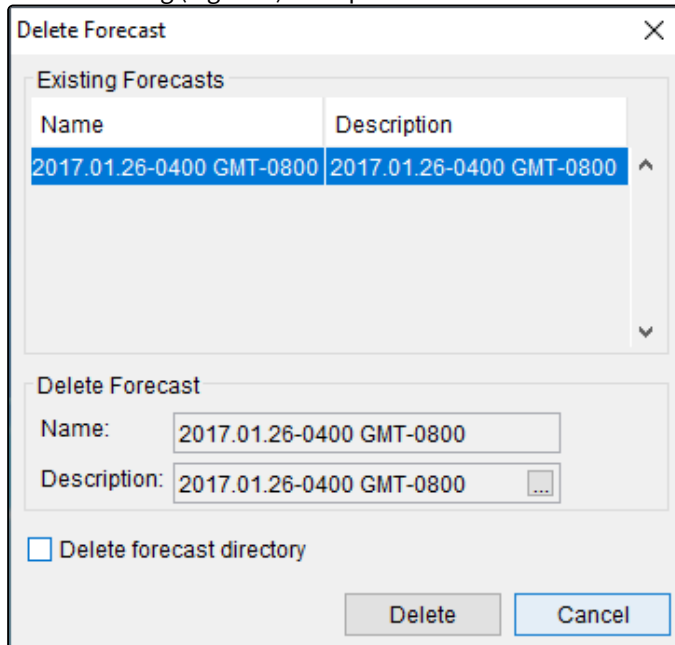 Delete Forecast
Existing Forecasts
Name Description
2017.01.26-0400 GMT-0800 2017.01.26-0400 GMT-0800
Delete Forecast
Name: 2017.01.26-0400 GMT-0800
Description: 2017.01.26-0400 GMT-0800 ...
Delete forecast directory
Delete Cancel